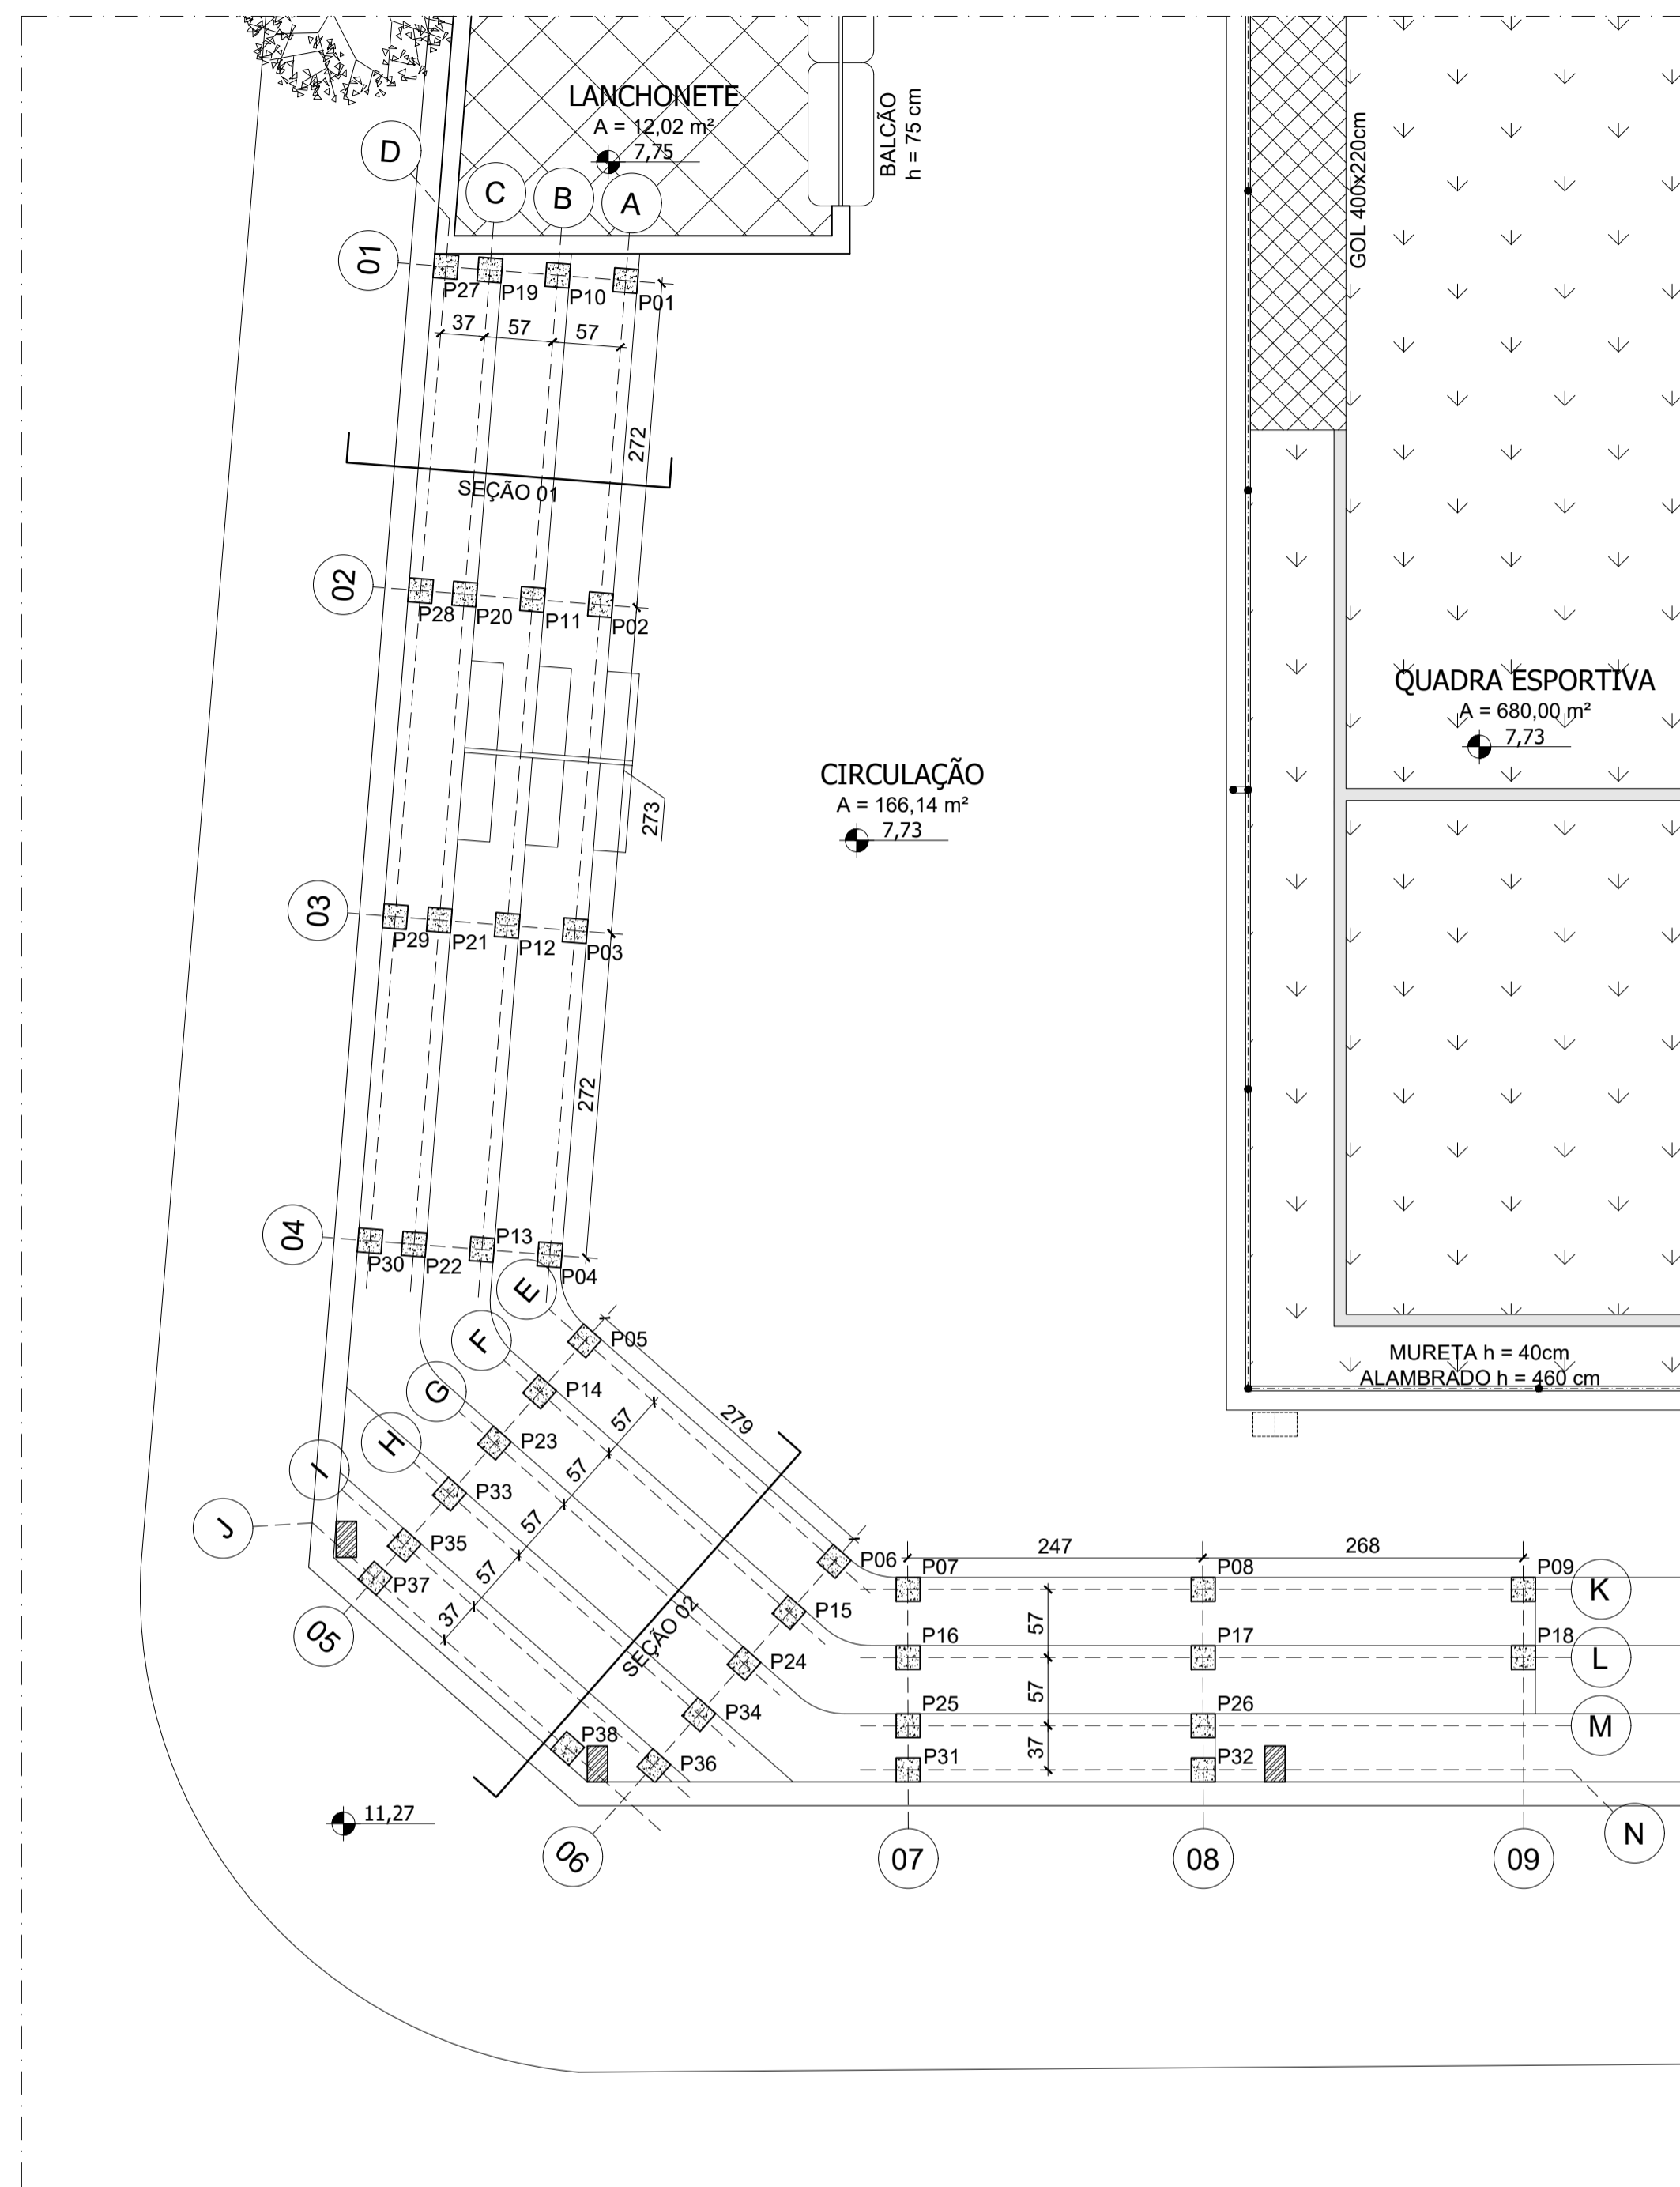 LANCHONETE
A = 12,02 m²
7,75
BALCÃO
h = 75 cm
GOL 400x220cm
D
C
B
A
01
P27
P19
P10
P01
37
57
57
272
SEÇÃO 01
02
P28
P20
P11
P02
QUADRA ESPORTIVA
A = 680,00 m²
7,73
CIRCULAÇÃO
A = 166,14 m²
7,73
273
03
P29
P21
P12
P03
272
04
P30
P22
P13
P04
E
F
G
H
I
J
P05
P14
P23
P33
P35
P37
05
279
57
57
57
57
37
MURETA h = 40cm
ALAMBRADO h = 460 cm
SEÇÃO 02
P06
P15
P24
P34
P36
P38
06
247
268
P07
P08
P09
K
57
P16
P17
P18
L
57
P25
P26
M
37
P31
P32
N
11,27
07
08
09